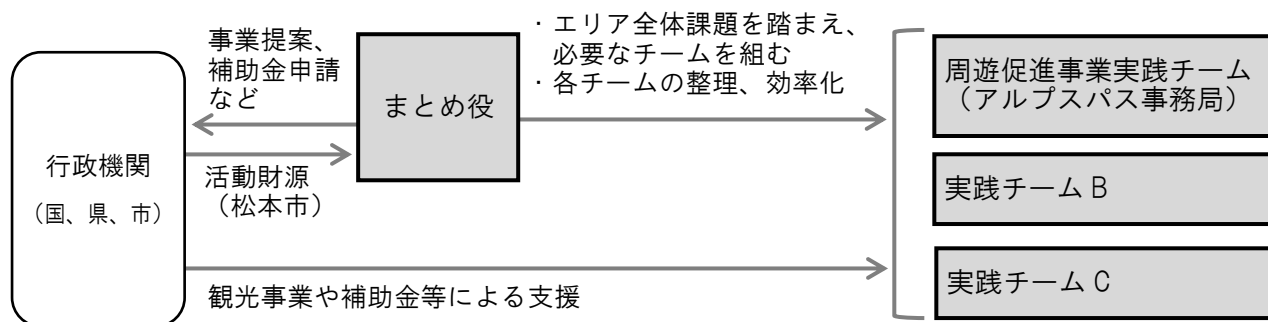 行政機関
（国、県、市）
事業提案、
補助金申請
など
活動財源
（松本市）
まとめ役
・エリア全体課題を踏まえ、
必要なチームを組む
・各チームの整理、効率化
観光事業や補助金等による支援
周遊促進事業実践チーム
（アルプスパス事務局）
実践チームB
実践チームC